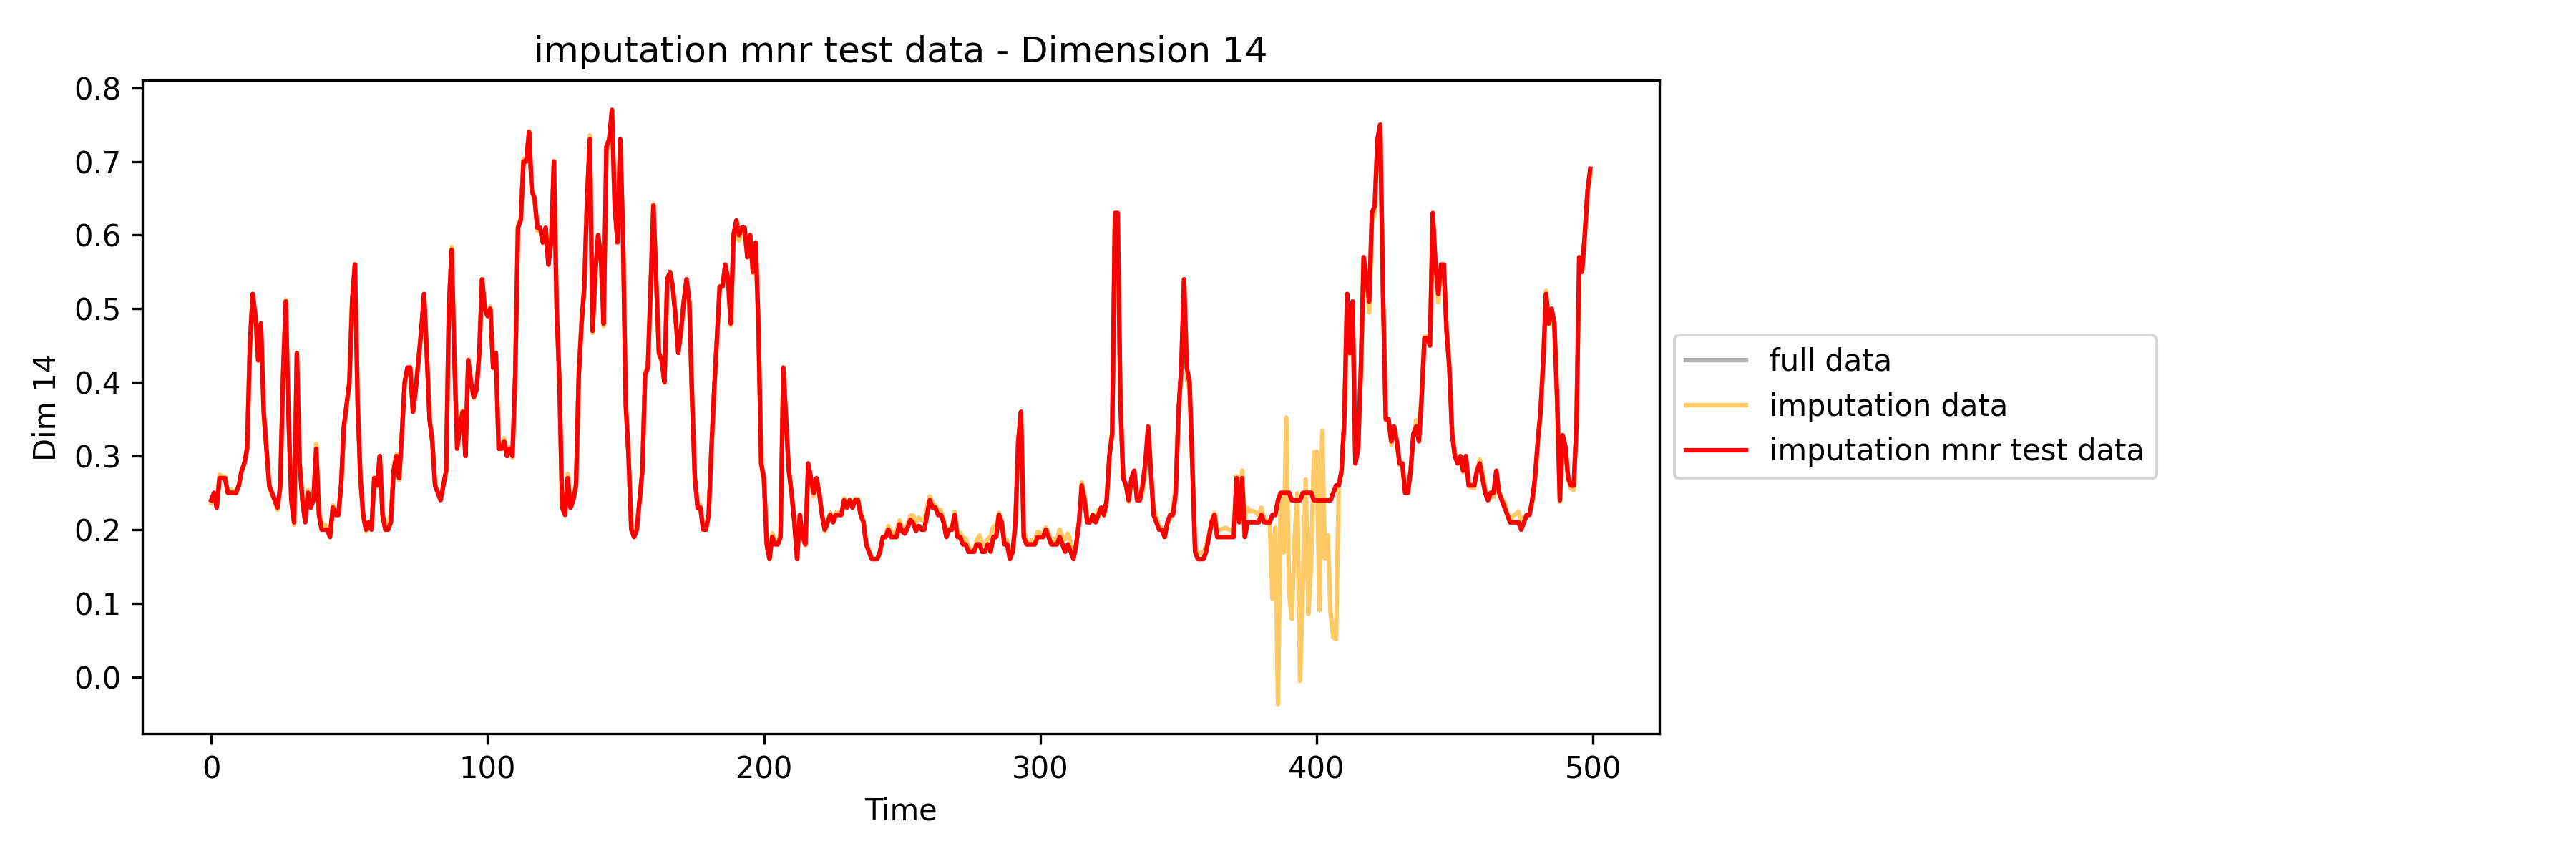 imputation mnr test data - Dimension 14
0.8
0.7
0.6
0.5
0.4
0.3
0.2
0.1
0.0
Dim 14
0 100 200 300 400 500
Time
full data
imputation data
imputation mnr test data